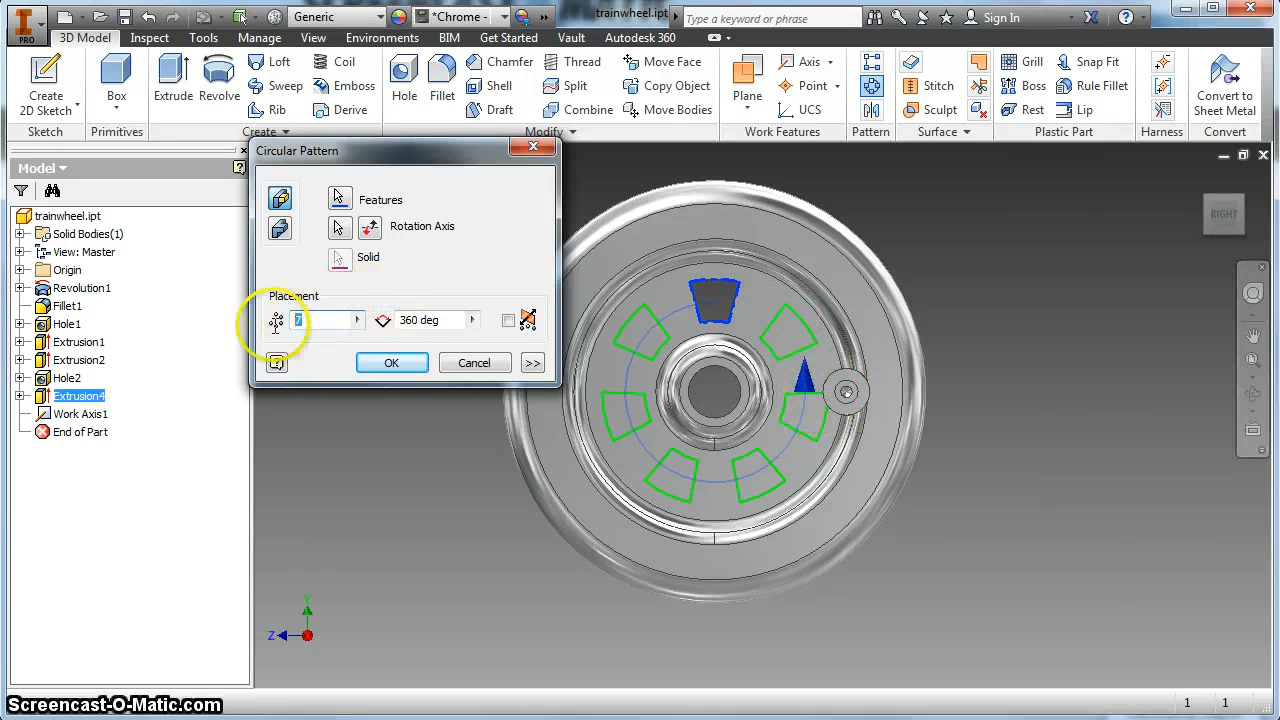 Generic
*Chrome -
trainwheel.ipt
Type a keyword or phrase
Sign In
PRO
3D Model
Inspect
Tools
Manage
View
Environments
BIM
Get Started
Vault
Autodesk 360
Create
2D Sketch
Sketch
Box
Primitives
Extrude
Revolve
Loft
Sweep
Rib
Coil
Emboss
Derive
Create
Hole
Fillet
Chamfer
Shell
Draft
Thread
Split
Combine
Move Face
Copy Object
Move Bodies
Modify
Plane
Axis
Point
UCS
Work Features
Pattern
Stitch
Sculpt
Surface
Grill
Boss
Rest
Snap Fit
Rule Fillet
Lip
Plastic Part
Harness
Convert to
Sheet Metal
Convert
Model
trainwheel.ipt
Solid Bodies(1)
View: Master
Origin
Revolution1
Fillet1
Hole1
Extrusion1
Extrusion2
Hole2
Extrusion4
Work Axis1
End of Part
Circular Pattern
Features
Rotation Axis
Solid
Placement
7
360 deg
OK
Cancel
>>
RIGHT
Y
Z
1
1
Screencast-O-Matic.com